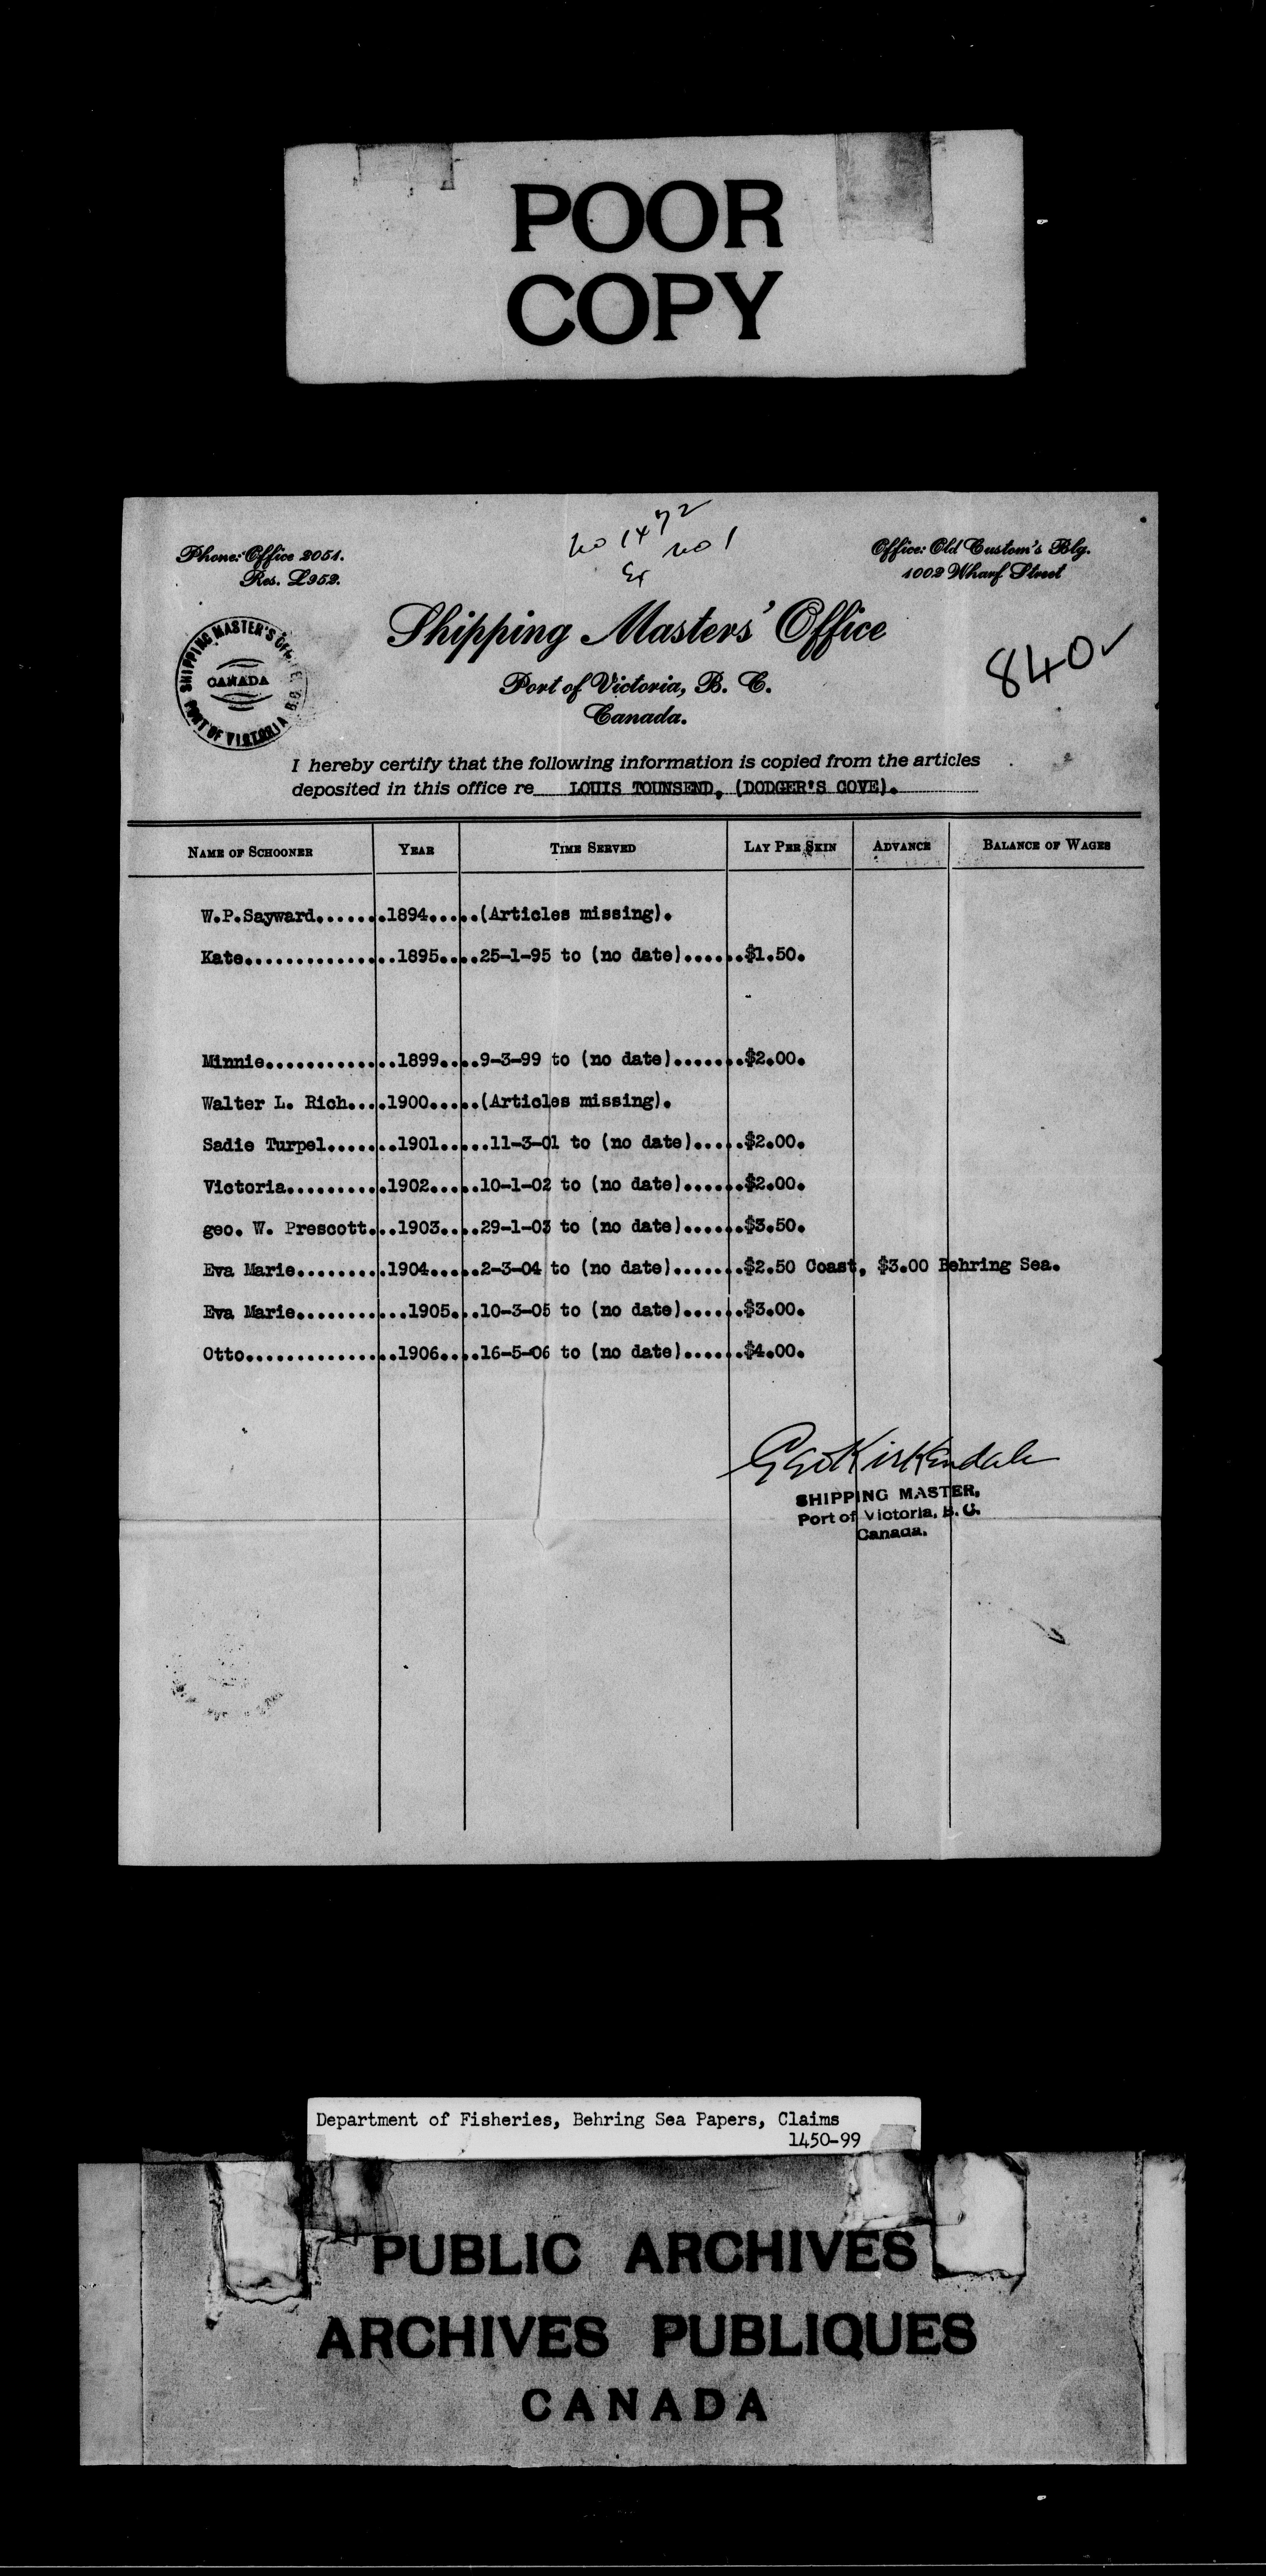 POOR
COPY
No 1472
Ex No 1
Phone: Office 2051.
Res. L952.
Office: Old Custom's Blg.
1002 Wharf Street
SHIPPING MASTER'S OFFICE
CANADA
PORT OF VICTORIA B.C.
Shipping Masters' Office
840 ✓
Port of Victoria, B. C.
Canada.
I hereby certify that the following information is copied from the articles
deposited in this office re LOUIS TOUNSEND, (DODGER'S COVE).
NAME OF SCHOONER YEAR TIME SERVED LAY PER SKIN ADVANCE BALANCE OF WAGES
W.P.Sayward.......1894.....(Articles missing).
Kate...............1895....25-1-95 to (no date)......$1.50.
Minnie.............1899....9-3-99 to (no date).......$2.00.
Walter L. Rich....1900.....(Articles missing).
Sadie Turpel.......1901.....11-3-01 to (no date).....$2.00.
Victoria..........1902.....10-1-02 to (no date)......$2.00.
geo. W. Prescott...1903....29-1-03 to (no date)......$3.50.
Eva Marie.........1904.....2-3-04 to (no date).......$2.50 Coast, $3.00 Behring Sea.
Eva Marie...........1905...10-3-05 to (no date)......$3.00.
Otto...............1906....16-5-06 to (no date)......$4.00.
Geo Kirkendale
SHIPPING MASTER,
Port of Victoria, B. C.
Canada.
Department of Fisheries, Behring Sea Papers, Claims
1450-99
PUBLIC ARCHIVES
ARCHIVES PUBLIQUES
CANADA